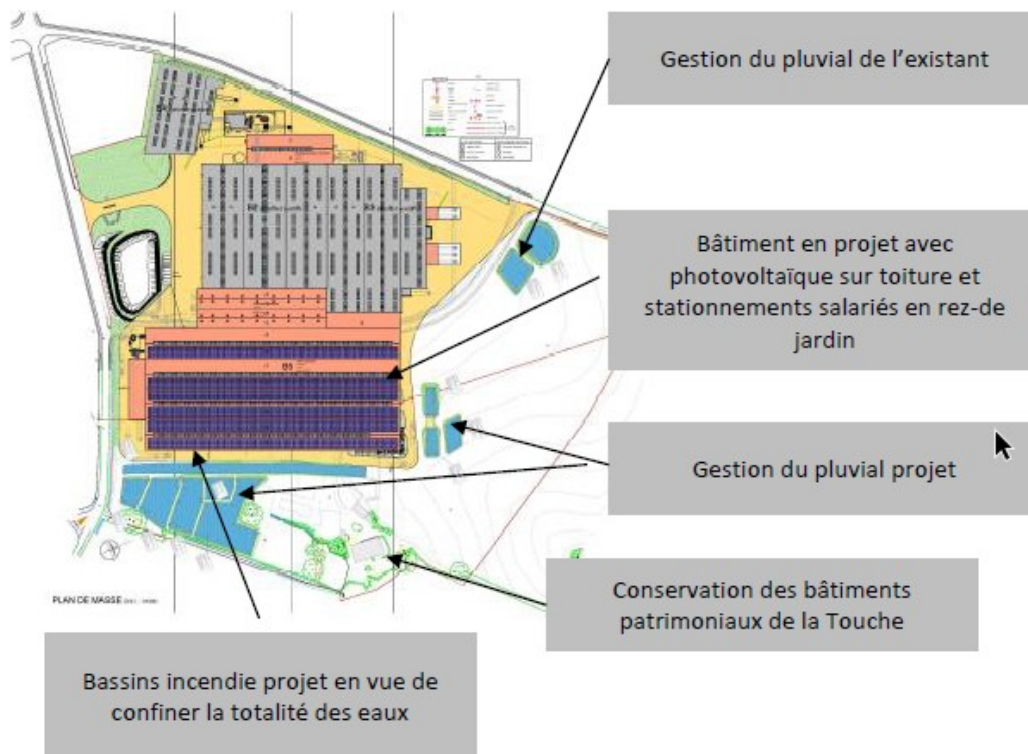 Gestion du pluvial de l’existant
Bâtiment en projet avec
photovoltaïque sur toiture et
stationnements salariés en rez-de
jardin
Gestion du pluvial projet
Conservation des bâtiments
patrimoniaux de la Touche
PLAN DE MASSE
Bassins incendie projet en vue de
confiner la totalité des eaux